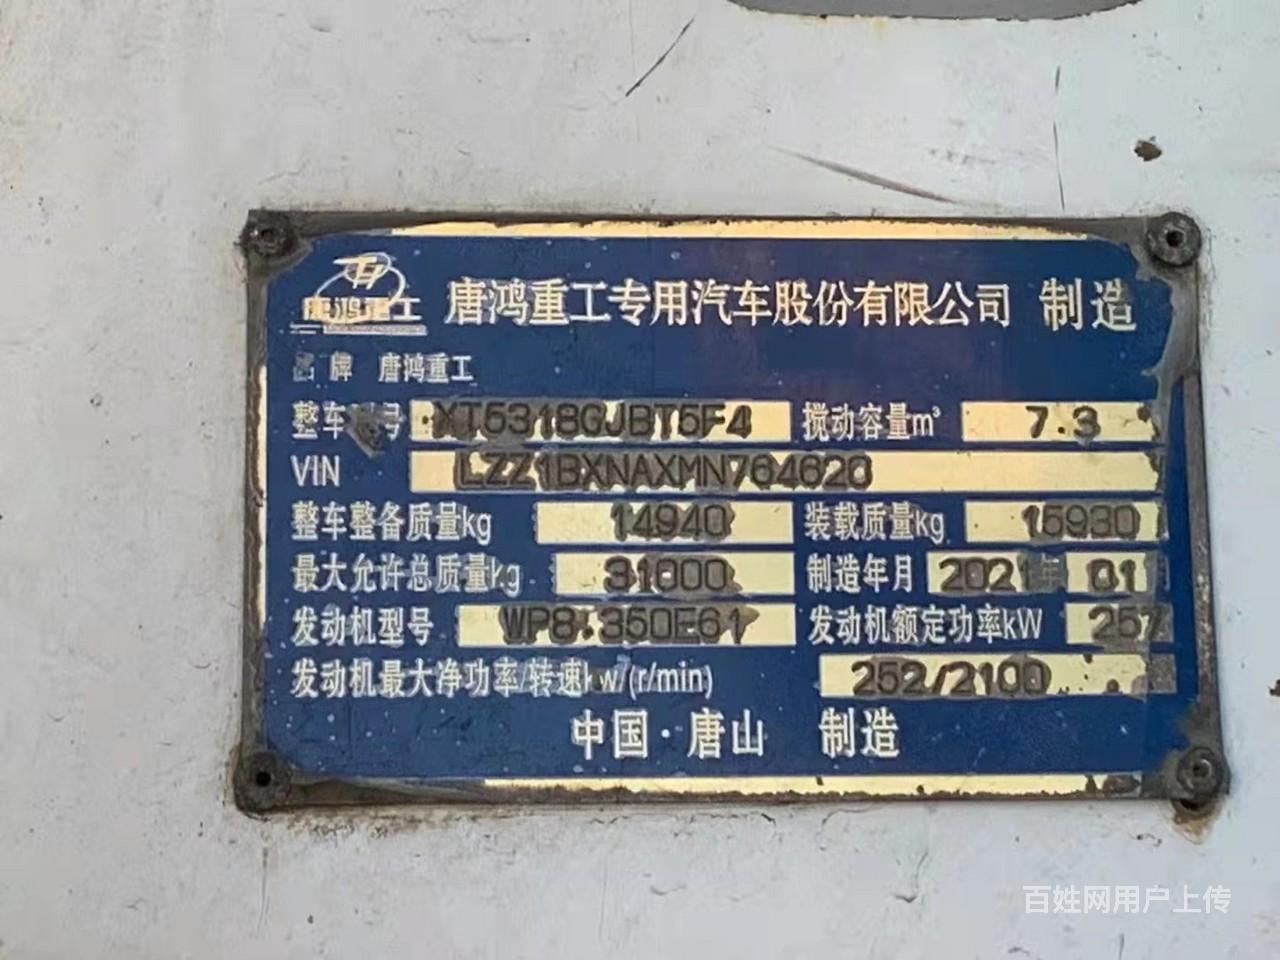 唐鸿重工
唐鸿重工专用汽车股份有限公司 制造
品牌 唐鸿重工
整车型号 XT5318GJBT5F4 搅动容量m³ 7.3
VIN LZZ1BXNAXMN764620
整车整备质量kg 14940 装载质量kg 15930
最大允许总质量kg 31000 制造年月 2021年 01
发动机型号 WP8.350E61 发动机额定功率kW 257
发动机最大净功率/转速kw/(r/min) 252/2100
中国·唐山 制造
百姓网用户上传